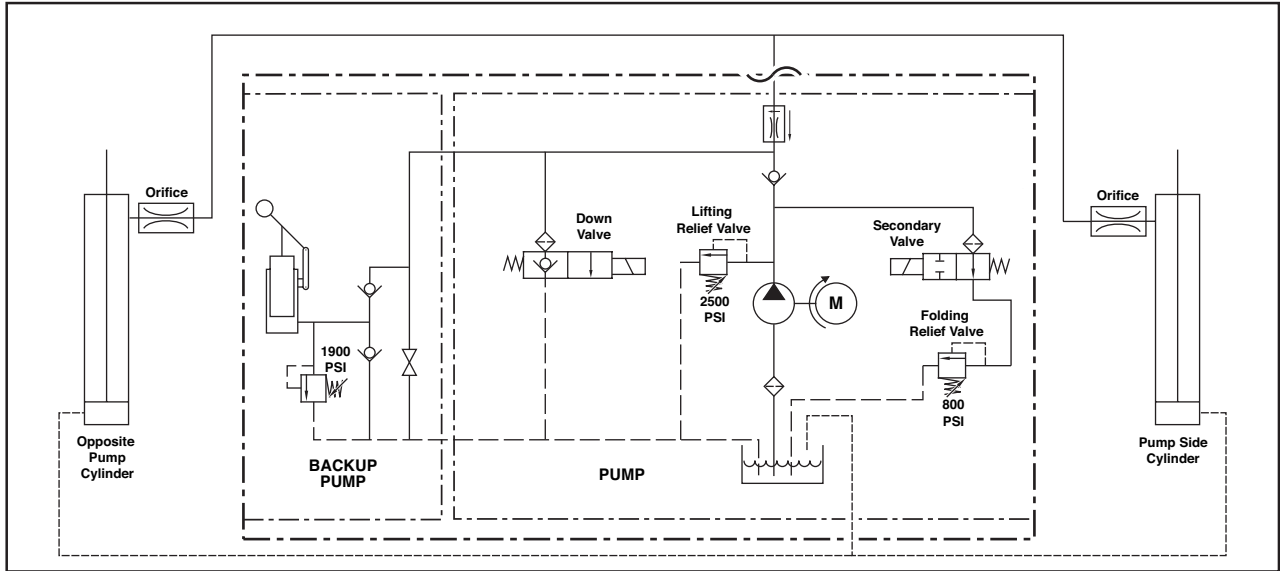 Orifice
Opposite
Pump
Cylinder
1900
PSI
BACKUP
PUMP
Down
Valve
Lifting
Relief Valve
2500
PSI
M
PUMP
Secondary
Valve
Folding
Relief Valve
800
PSI
Orifice
Pump Side
Cylinder